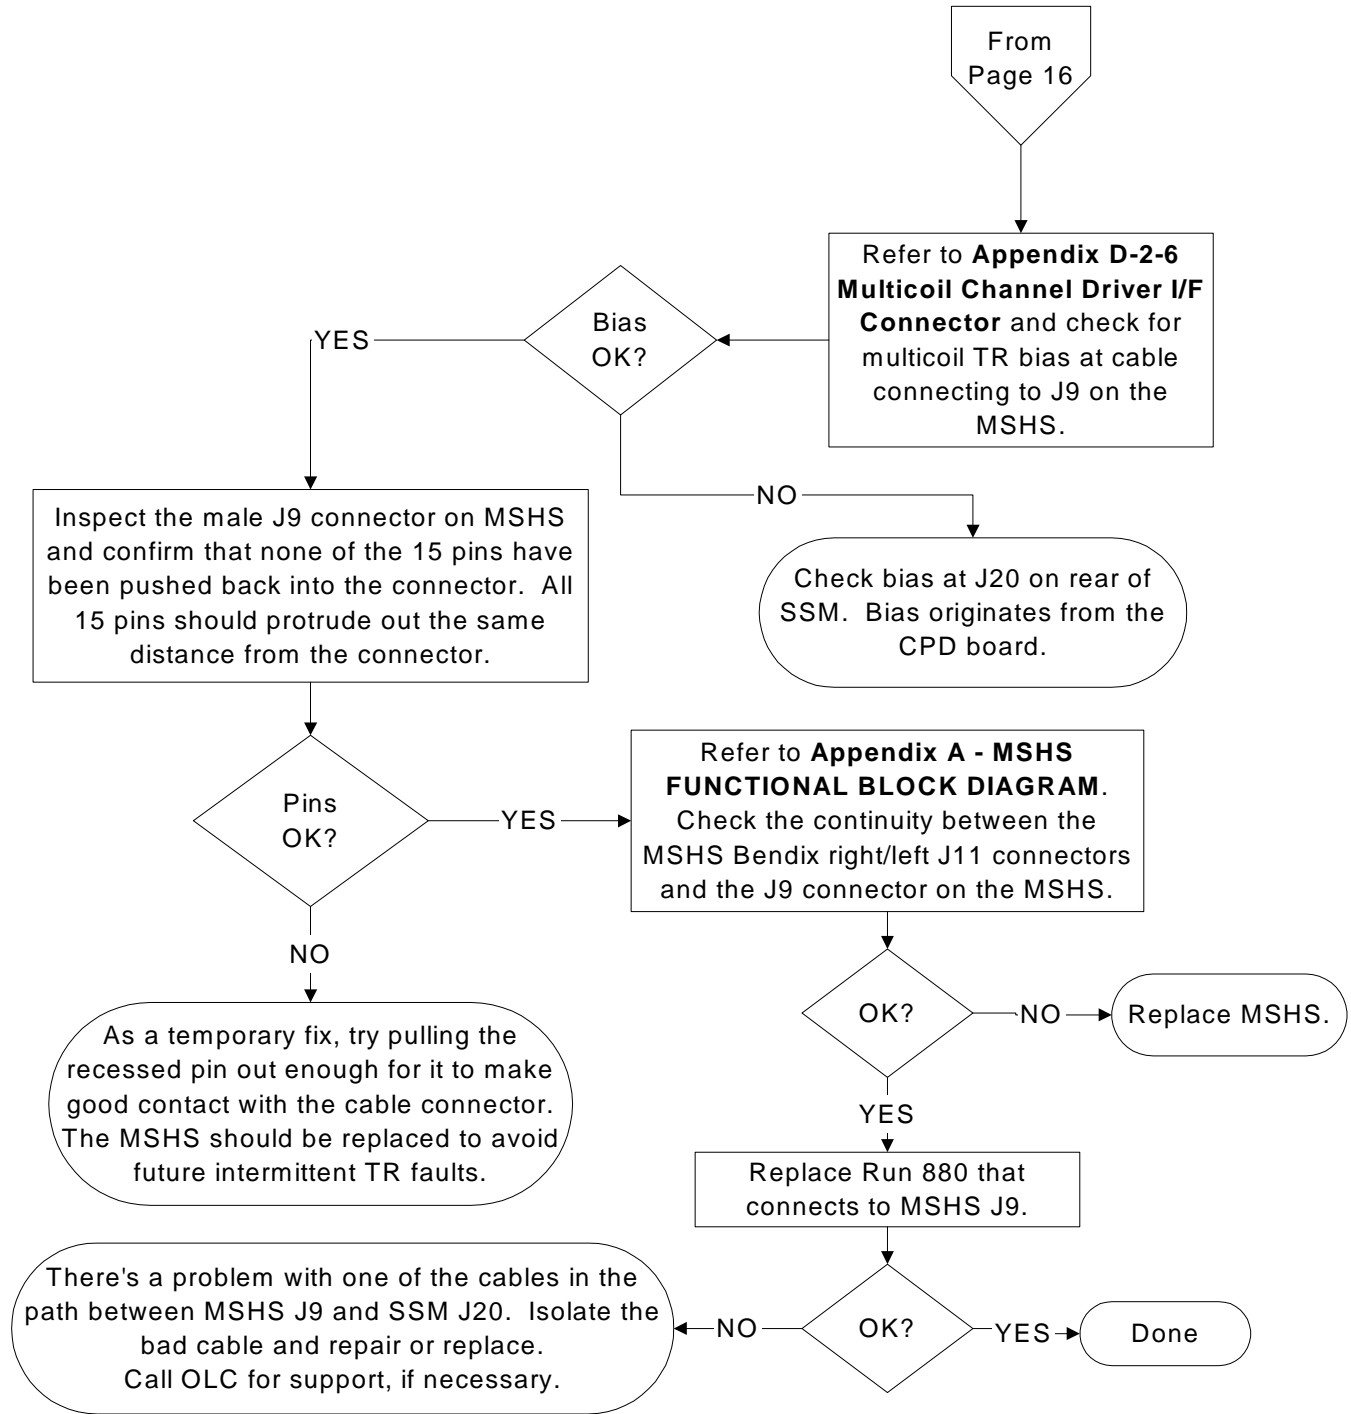 From
Page 16
Refer to Appendix D-2-6
Multicoil Channel Driver I/F
Connector and check for
multicoil TR bias at cable
connecting to J9 on the
MSHS.
Bias
OK?
YES
NO
Inspect the male J9 connector on MSHS
and confirm that none of the 15 pins have
been pushed back into the connector.  All
15 pins should protrude out the same
distance from the connector.
Check bias at J20 on rear of
SSM.  Bias originates from the
CPD board.
Pins
OK?
YES
Refer to Appendix A - MSHS
FUNCTIONAL BLOCK DIAGRAM.
Check the continuity between the
MSHS Bendix right/left J11 connectors
and the J9 connector on the MSHS.
NO
As a temporary fix, try pulling the
recessed pin out enough for it to make
good contact with the cable connector.
The MSHS should be replaced to avoid
future intermittent TR faults.
OK?
NO
Replace MSHS.
YES
Replace Run 880 that
connects to MSHS J9.
OK?
NO
There's a problem with one of the cables in the
path between MSHS J9 and SSM J20.  Isolate the
bad cable and repair or replace.
Call OLC for support, if necessary.
YES
Done